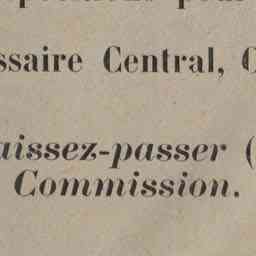 ssaire Central, C
aissez-passer (
Commission.